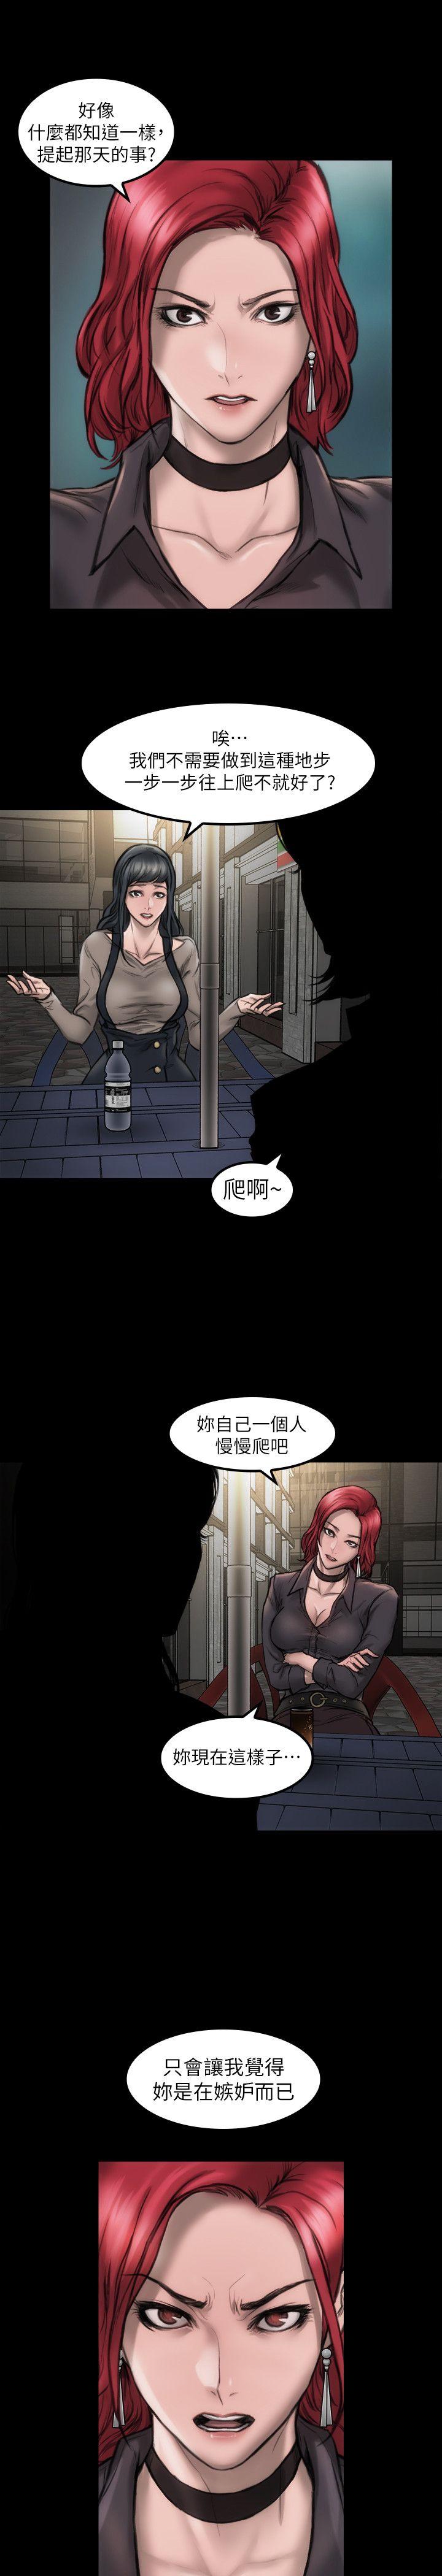 好像
什麼都知道一樣，
提起那天的事?
唉…
我們不需要做到這種地步
一步一步往上爬不就好了?
爬啊~
妳自己一個人
慢慢爬吧
妳現在這樣子…
只會讓我覺得
妳是在嫉妒而已